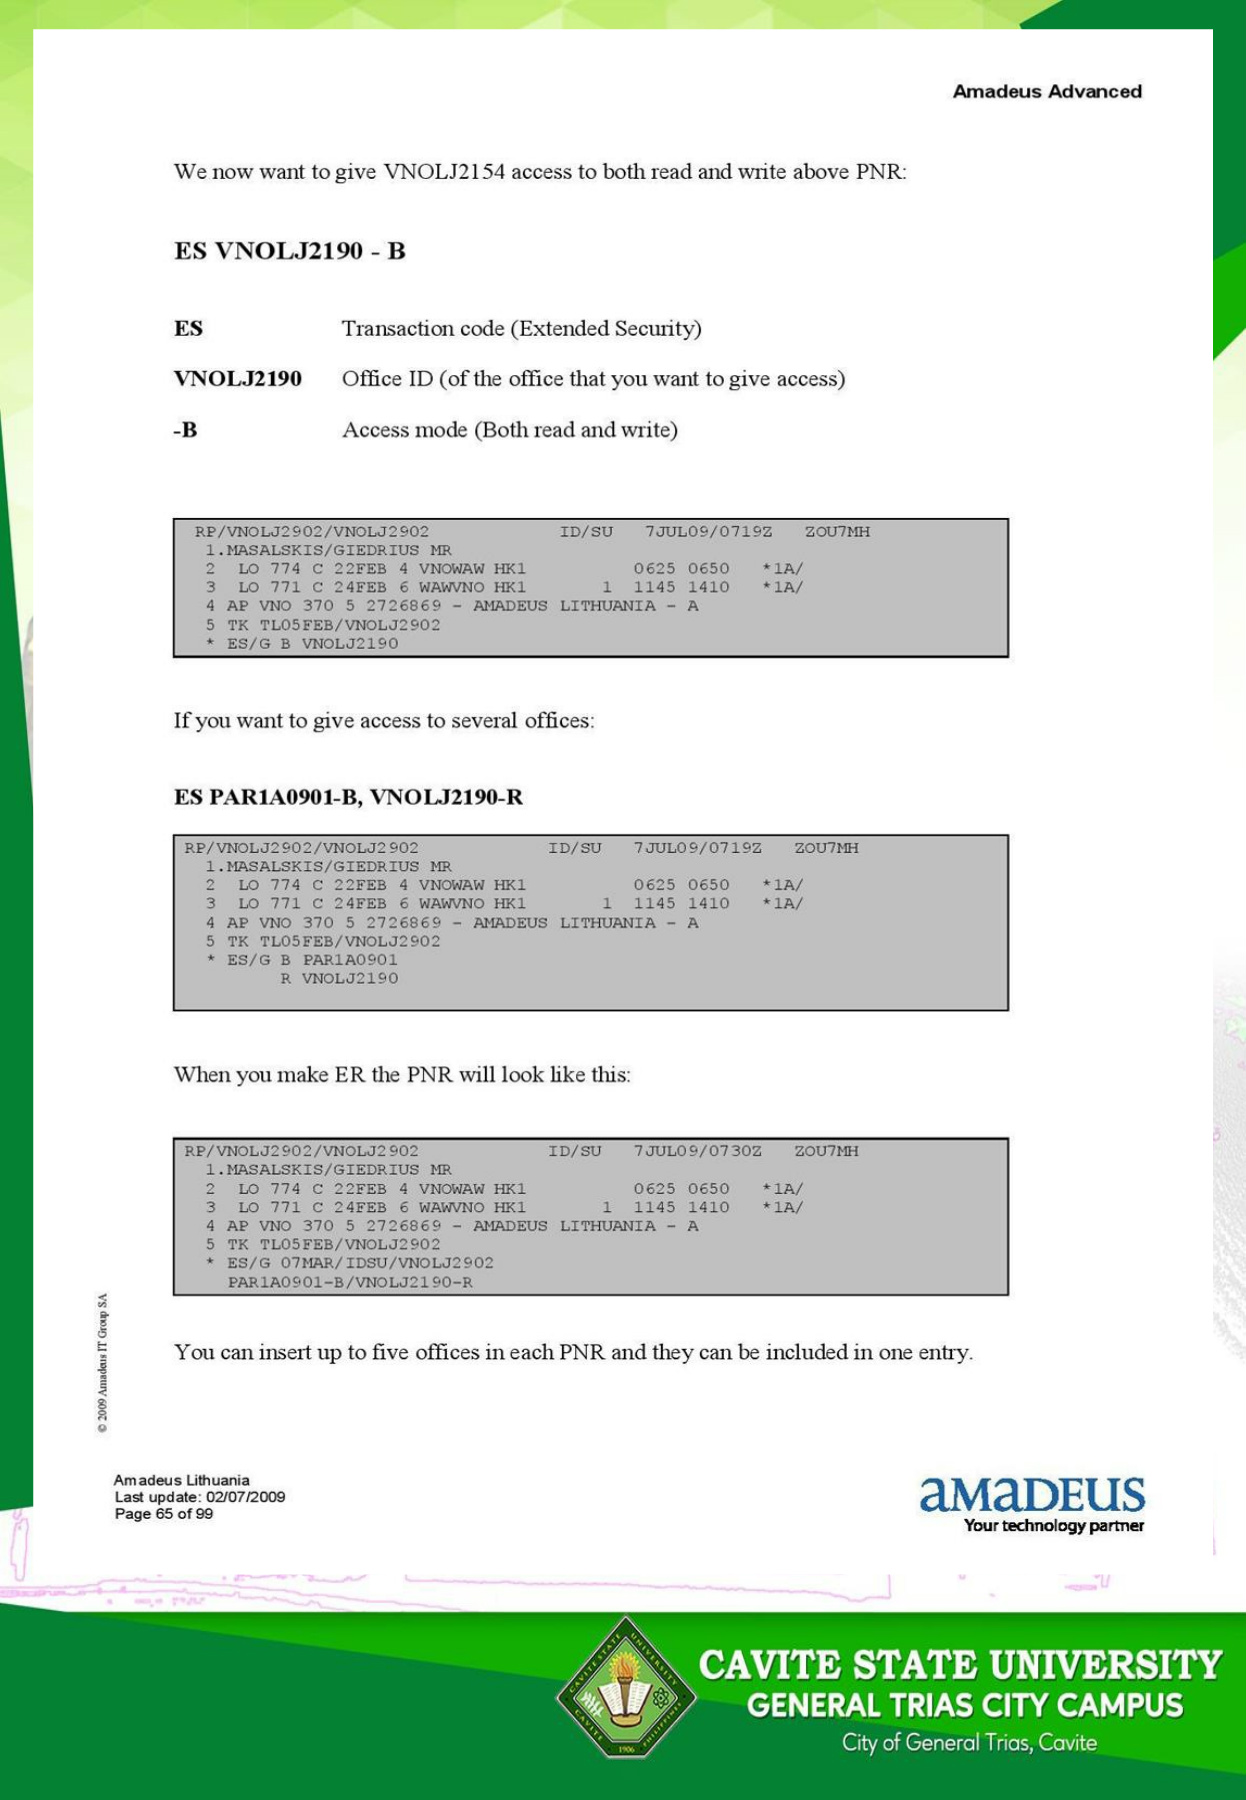 Amadeus Advanced
We now want to give VNOLJ2154 access to both read and write above PNR:
ES VNOLJ2190 - B
ES Transaction code (Extended Security)
VNOLJ2190 Office ID (of the office that you want to give access)
-B Access mode (Both read and write)
RP/VNOLJ2902/VNOLJ2902 ID/SU 7JUL09/0719Z ZOU7MH
1.MASALSKIS/GIEDRIUS MR
2 LO 774 C 22FEB 4 VNOWAW HK1 0625 0650 *1A/
3 LO 771 C 24FEB 6 WAWVNO HK1 1 1145 1410 *1A/
4 AP VNO 370 5 2726869 - AMADEUS LITHUANIA - A
5 TK TL05FEB/VNOLJ2902
* ES/G B VNOLJ2190
If you want to give access to several offices:
ES PAR1A0901-B, VNOLJ2190-R
RP/VNOLJ2902/VNOLJ2902 ID/SU 7JUL09/0719Z ZOU7MH
1.MASALSKIS/GIEDRIUS MR
2 LO 774 C 22FEB 4 VNOWAW HK1 0625 0650 *1A/
3 LO 771 C 24FEB 6 WAWVNO HK1 1 1145 1410 *1A/
4 AP VNO 370 5 2726869 - AMADEUS LITHUANIA - A
5 TK TL05FEB/VNOLJ2902
* ES/G B PAR1A0901
R VNOLJ2190
When you make ER the PNR will look like this:
RP/VNOLJ2902/VNOLJ2902 ID/SU 7JUL09/0730Z ZOU7MH
1.MASALSKIS/GIEDRIUS MR
2 LO 774 C 22FEB 4 VNOWAW HK1 0625 0650 *1A/
3 LO 771 C 24FEB 6 WAWVNO HK1 1 1145 1410 *1A/
4 AP VNO 370 5 2726869 - AMADEUS LITHUANIA - A
5 TK TL05FEB/VNOLJ2902
* ES/G 07MAR/IDSU/VNOLJ2902
PAR1A0901-B/VNOLJ2190-R
You can insert up to five offices in each PNR and they can be included in one entry.
© 2009 Amadeus IT Group SA
Amadeus Lithuania
Last update: 02/07/2009
Page 65 of 99
amaDEUS
Your technology partner
CAVITE STATE UNIVERSITY
CAVITE PHILIPPINES
1906
CAVITE STATE UNIVERSITY
GENERAL TRIAS CITY CAMPUS
City of General Trias, Cavite